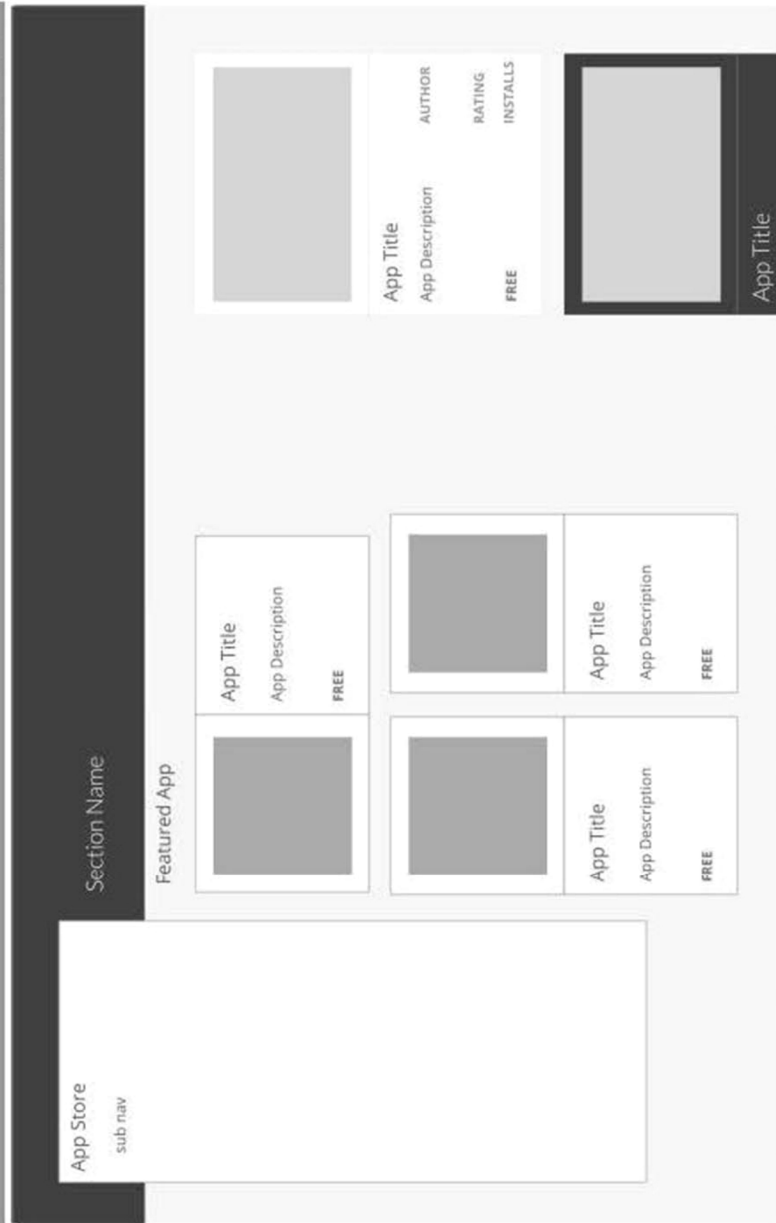 Section Name
App Store
sub nav
Featured App
App Title
App Description
FREE
App Title
App Description
FREE
App Title
App Description
FREE
App Title
App Description
AUTHOR
RATING
FREE
INSTALLS
App Title